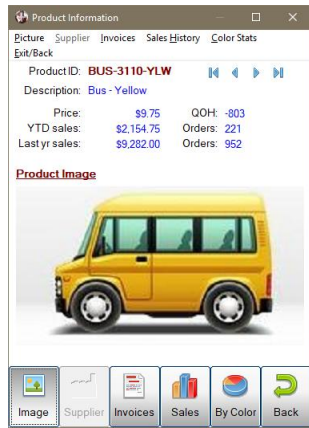 Product Information
Picture Supplier Invoices Sales History Color Stats
Exit/Back
Product ID: BUS-3110-YLW
Description: Bus - Yellow
Price: $9.75 QOH: -803
YTD sales: $2,154.75 Orders: 221
Last yr sales: $9,282.00 Orders: 952
Product Image
Image Supplier Invoices Sales By Color Back